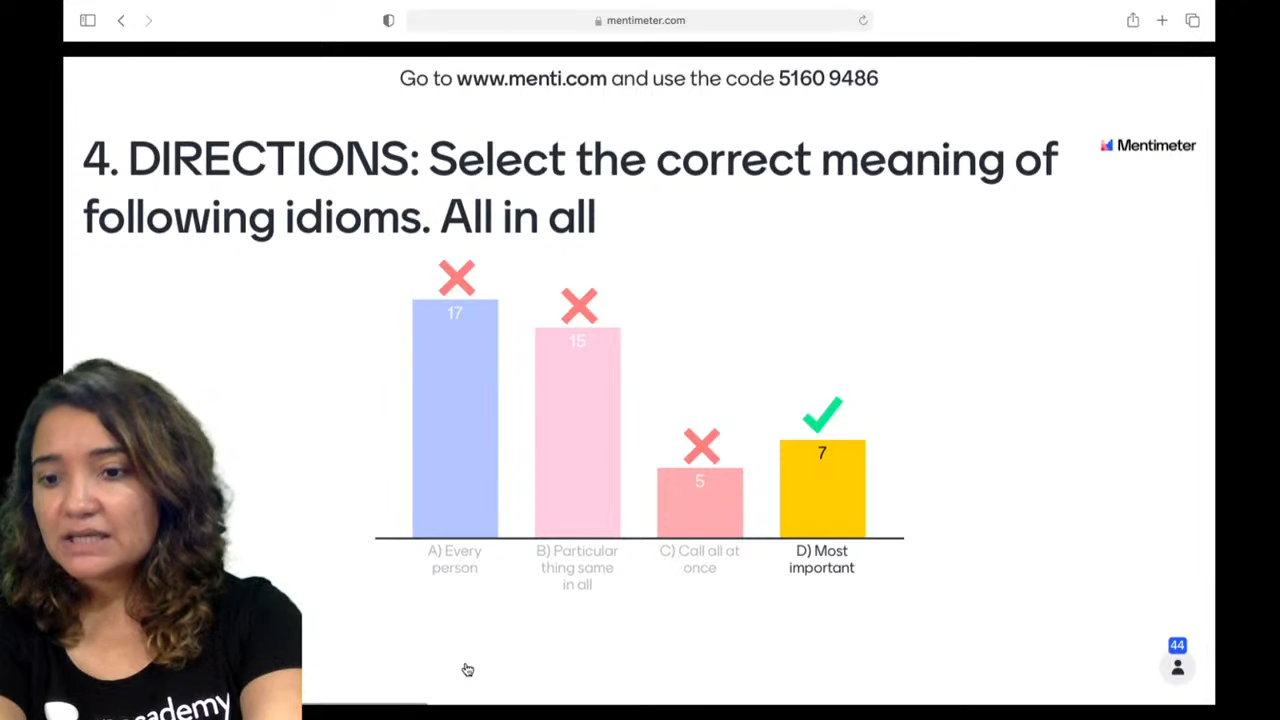 mentimeter.com
Go to www.menti.com and use the code 5160 9486
4. DIRECTIONS: Select the correct meaning of
following idioms. All in all
Mentimeter
17
15
5
7
A) Every
person
B) Particular
thing same
in all
C) Call all at
once
D) Most
important
44